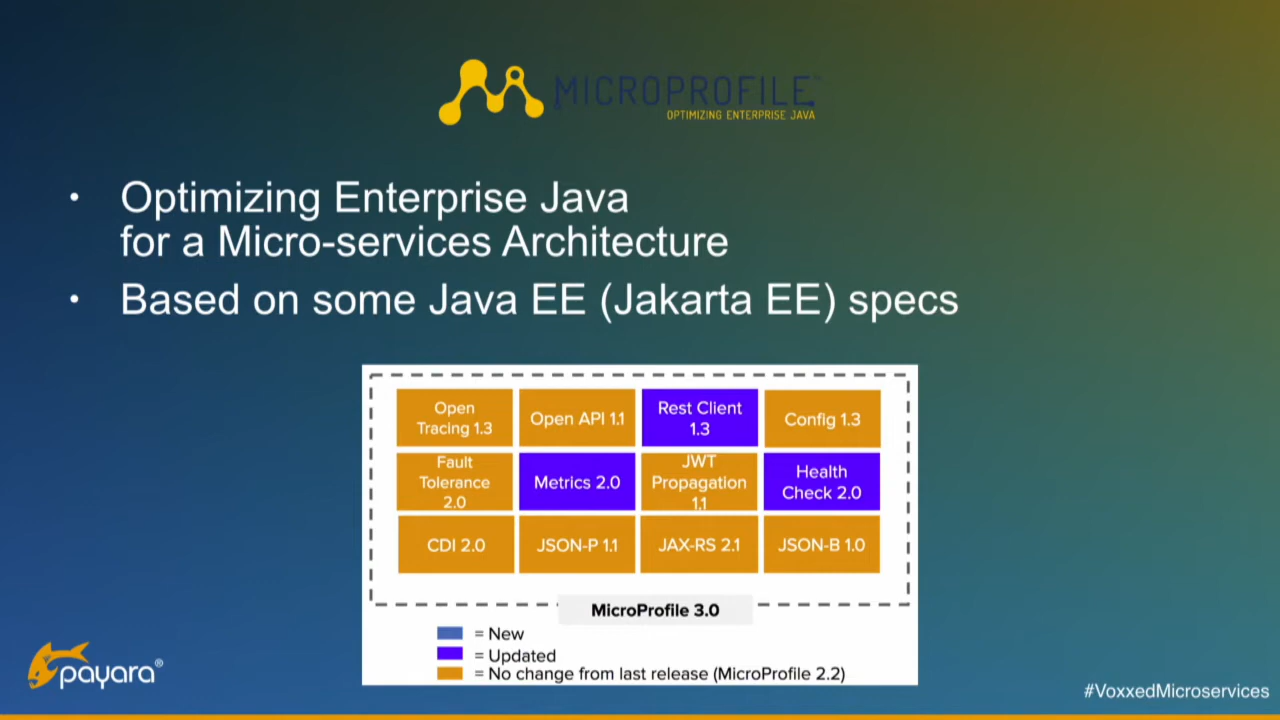 MICROPROFILE™
OPTIMIZING ENTERPRISE JAVA
• Optimizing Enterprise Java
for a Micro-services Architecture
• Based on some Java EE (Jakarta EE) specs
Open
Tracing 1.3
Open API 1.1
Rest Client
1.3
Config 1.3
Fault
Tolerance
2.0
Metrics 2.0
JWT
Propagation
1.1
Health
Check 2.0
CDI 2.0
JSON-P 1.1
JAX-RS 2.1
JSON-B 1.0
MicroProfile 3.0
= New
= Updated
= No change from last release (MicroProfile 2.2)
payara®
#VoxxedMicroservices